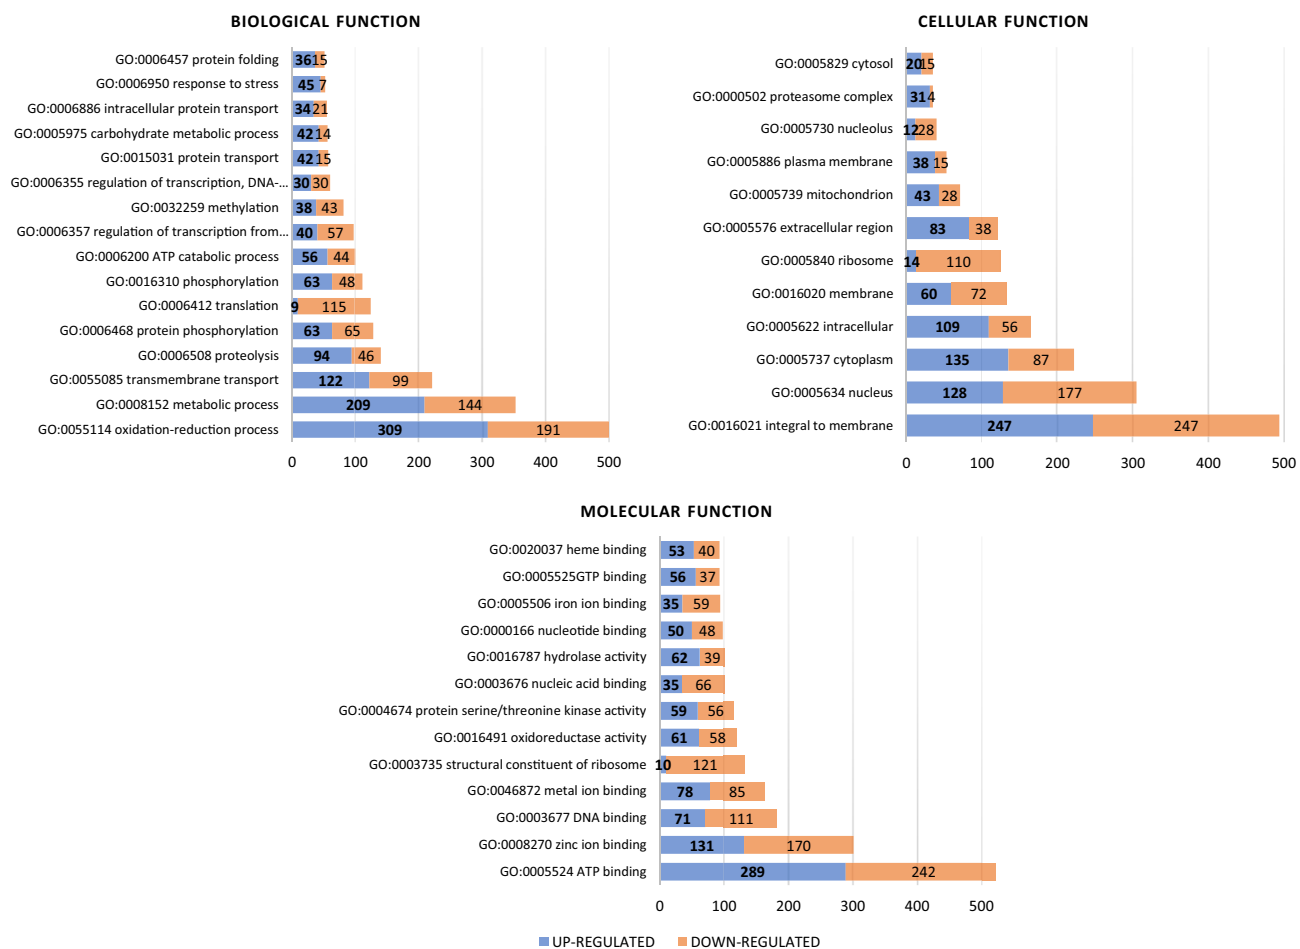 BIOLOGICAL FUNCTION
GO:0006457 protein folding 36 15
GO:0006950 response to stress 45 7
GO:0006886 intracellular protein transport 34 21
GO:0005975 carbohydrate metabolic process 42 14
GO:0015031 protein transport 42 15
GO:0006355 regulation of transcription, DNA-... 30 30
GO:0032259 methylation 38 43
GO:0006357 regulation of transcription from... 40 57
GO:0006200 ATP catabolic process 56 44
GO:0016310 phosphorylation 63 48
GO:0006412 translation 9 115
GO:0006468 protein phosphorylation 63 65
GO:0006508 proteolysis 94 46
GO:0055085 transmembrane transport 122 99
GO:0008152 metabolic process 209 144
GO:0055114 oxidation-reduction process 309 191
0 100 200 300 400 500
CELLULAR FUNCTION
GO:0005829 cytosol 20 15
GO:0000502 proteasome complex 31 4
GO:0005730 nucleolus 12 28
GO:0005886 plasma membrane 38 15
GO:0005739 mitochondrion 43 28
GO:0005576 extracellular region 83 38
GO:0005840 ribosome 14 110
GO:0016020 membrane 60 72
GO:0005622 intracellular 109 56
GO:0005737 cytoplasm 135 87
GO:0005634 nucleus 128 177
GO:0016021 integral to membrane 247 247
0 100 200 300 400 500
MOLECULAR FUNCTION
GO:0020037 heme binding 53 40
GO:0005525GTP binding 56 37
GO:0005506 iron ion binding 35 59
GO:0000166 nucleotide binding 50 48
GO:0016787 hydrolase activity 62 39
GO:0003676 nucleic acid binding 35 66
GO:0004674 protein serine/threonine kinase activity 59 56
GO:0016491 oxidoreductase activity 61 58
GO:0003735 structural constituent of ribosome 10 121
GO:0046872 metal ion binding 78 85
GO:0003677 DNA binding 71 111
GO:0008270 zinc ion binding 131 170
GO:0005524 ATP binding 289 242
0 100 200 300 400 500
UP-REGULATED DOWN-REGULATED